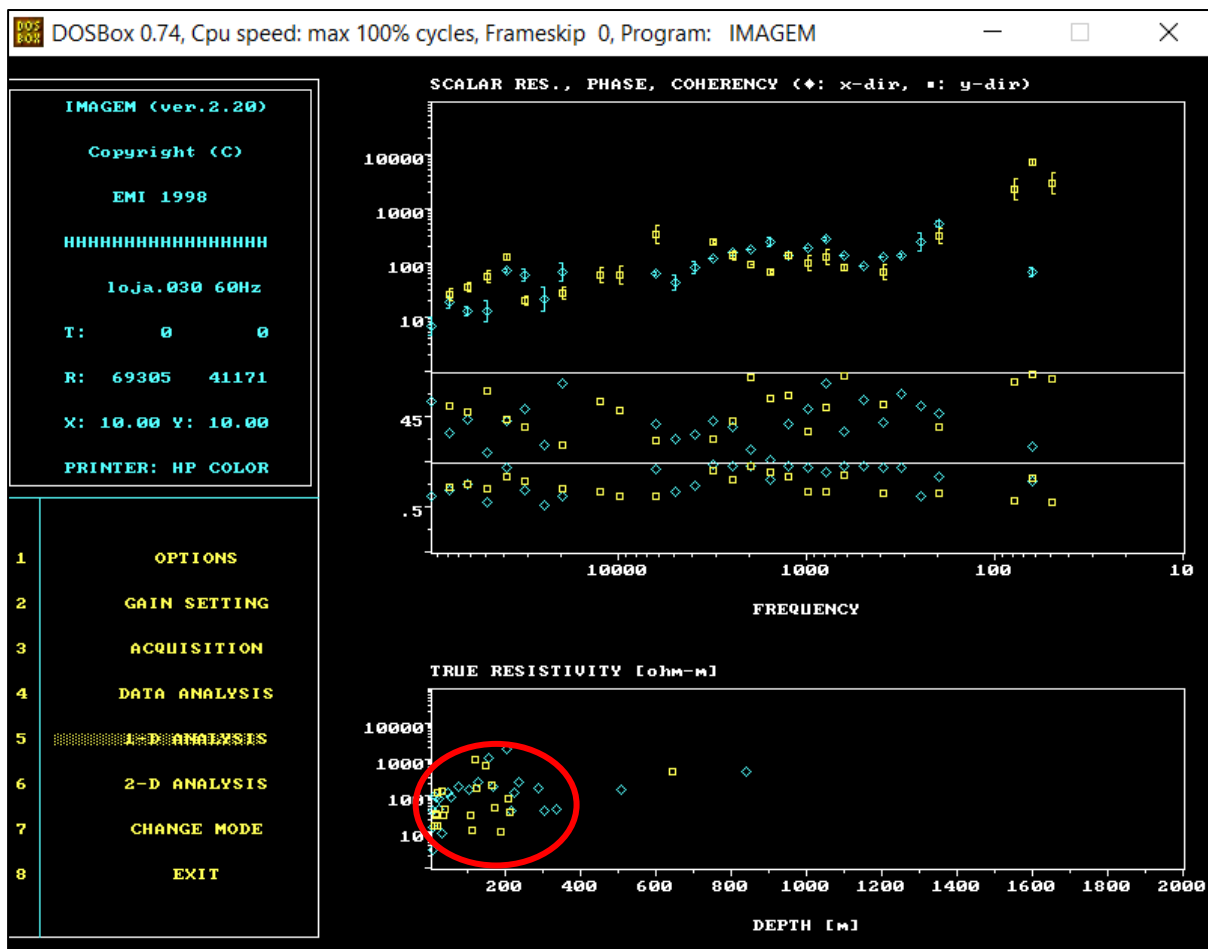 DOSBox 0.74, Cpu speed: max 100% cycles, Frameskip 0, Program: IMAGEM
IMAGEM (ver.2.20)
Copyright (C)
EMI 1998
HHHHHHHHHHHHHHHHH
loja.030 60Hz
T: 0 0
R: 69305 41171
X: 10.00 Y: 10.00
PRINTER: HP COLOR
1 OPTIONS
2 GAIN SETTING
3 ACQUISITION
4 DATA ANALYSIS
5 1-D ANALYSIS
6 2-D ANALYSIS
7 CHANGE MODE
8 EXIT
SCALAR RES., PHASE, COHERENCY (◆: x-dir, ▪: y-dir)
10000
1000
100
10
45
.5
10000 1000 100 10
FREQUENCY
TRUE RESISTIVITY [ohm-m]
10000
1000
100
10
200 400 600 800 1000 1200 1400 1600 1800 2000
DEPTH [m]